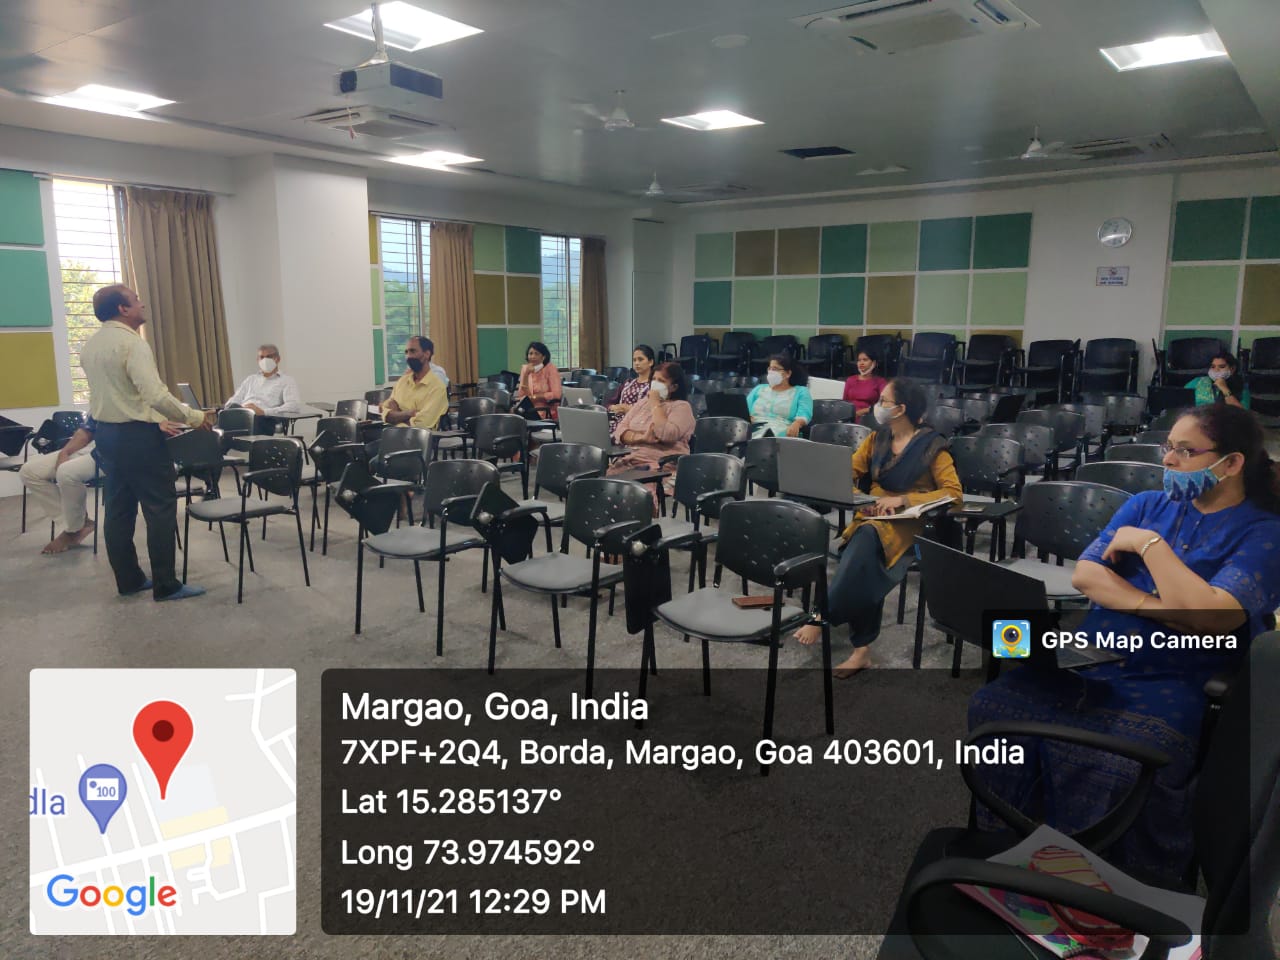 GPS Map Camera
Margao, Goa, India
7XPF+2Q4, Borda, Margao, Goa 403601, India
Lat 15.285137°
Long 73.974592°
19/11/21 12:29 PM
dla
100
Google